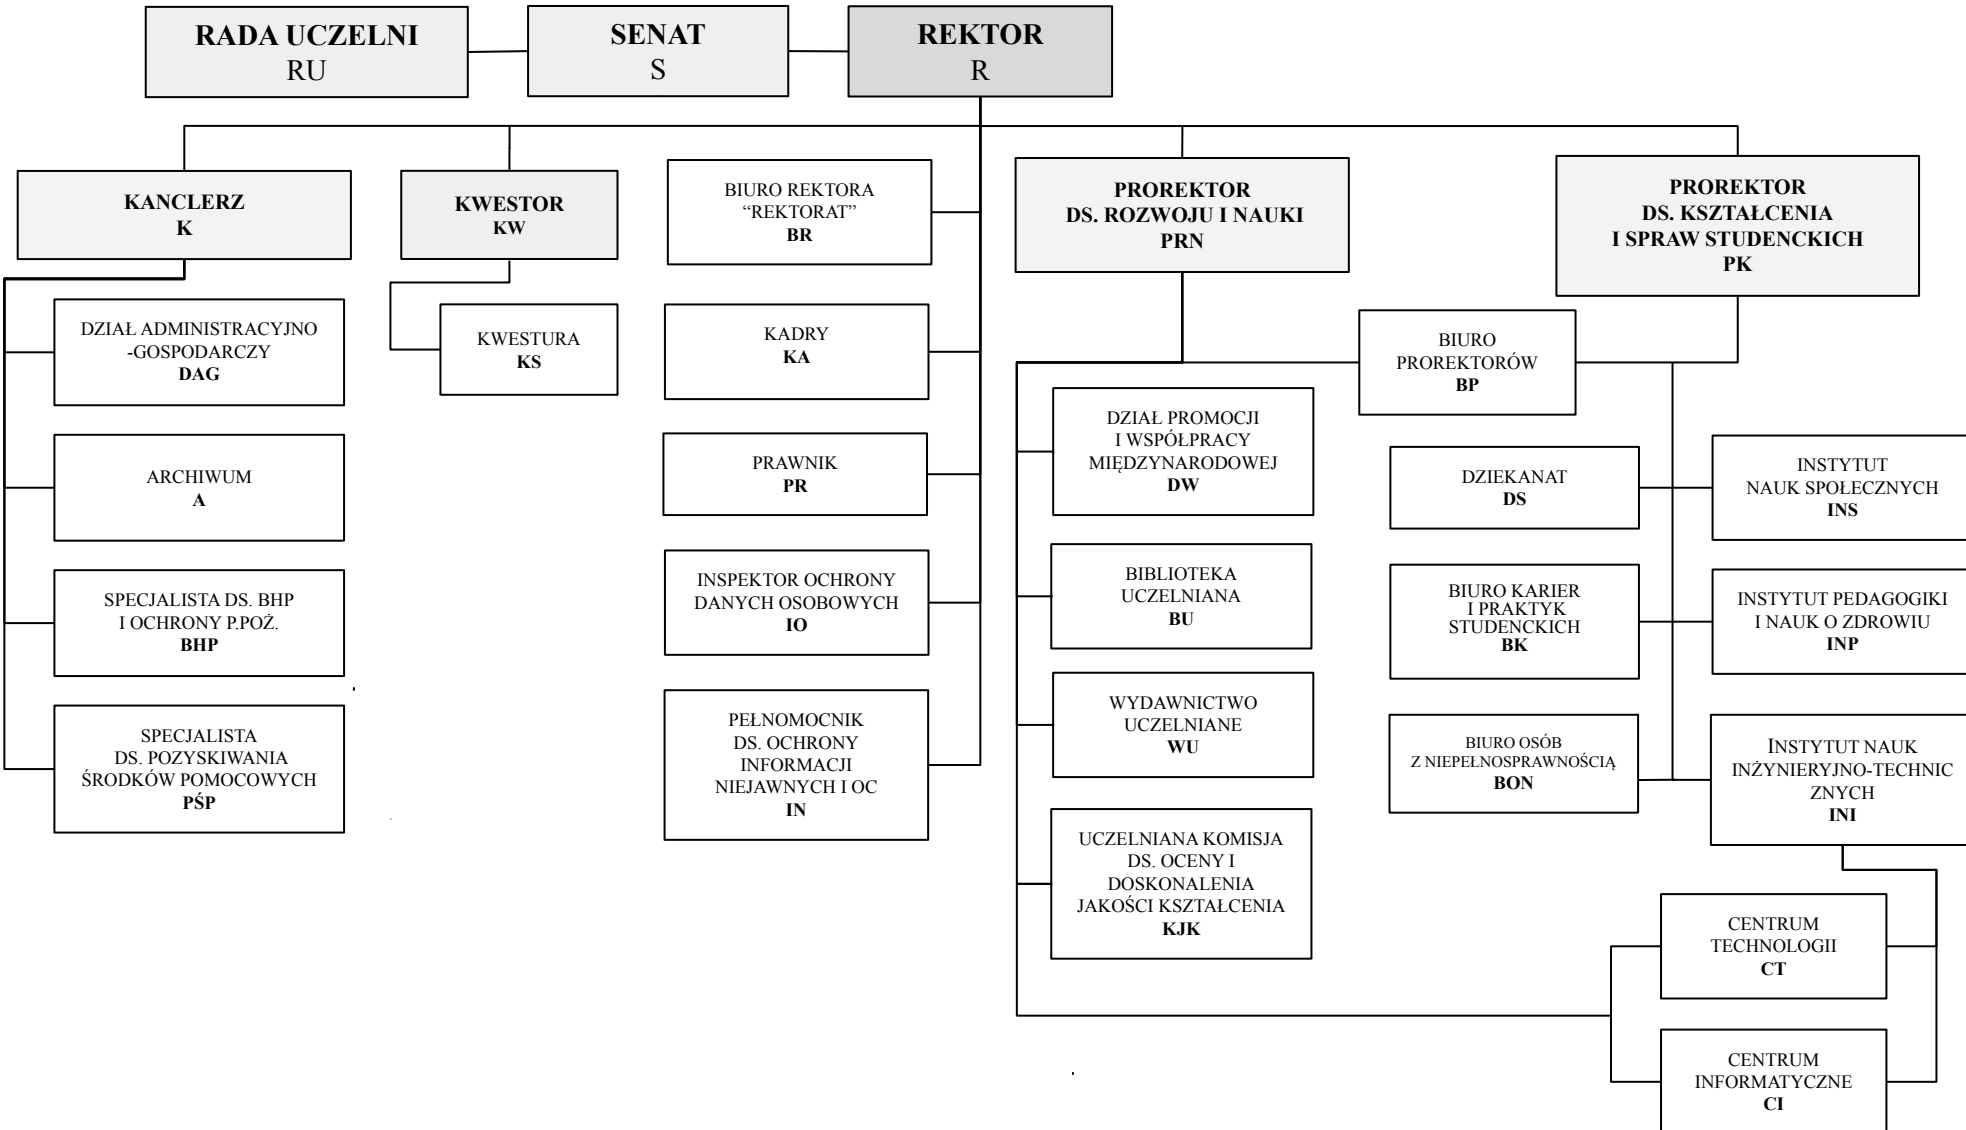 RADA UCZELNI
RU
SENAT
S
REKTOR
R
KANCLERZ
K
KWESTOR
KW
BIURO REKTORA
“REKTORAT”
BR
PROREKTOR
DS. ROZWOJU I NAUKI
PRN
PROREKTOR
DS. KSZTAŁCENIA
I SPRAW STUDENCKICH
PK
DZIAŁ ADMINISTRACYJNO
-GOSPODARCZY
DAG
KWESTURA
KS
KADRY
KA
BIURO
PROREKTORÓW
BP
ARCHIWUM
A
PRAWNIK
PR
DZIAŁ PROMOCJI
I WSPÓŁPRACY
MIĘDZYNARODOWEJ
DW
DZIEKANAT
DS
INSTYTUT
NAUK SPOŁECZNYCH
INS
SPECJALISTA DS. BHP
I OCHRONY P.POŻ.
BHP
INSPEKTOR OCHRONY
DANYCH OSOBOWYCH
IO
BIBLIOTEKA
UCZELNIANA
BU
BIURO KARIER
I PRAKTYK
STUDENCKICH
BK
INSTYTUT PEDAGOGIKI
I NAUK O ZDROWIU
INP
SPECJALISTA
DS. POZYSKIWANIA
ŚRODKÓW POMOCOWYCH
PŚP
PEŁNOMOCNIK
DS. OCHRONY
INFORMACJI
NIEJAWNYCH I OC
IN
WYDAWNICTWO
UCZELNIANE
WU
BIURO OSÓB
Z NIEPEŁNOSPRAWNOŚCIĄ
BON
INSTYTUT NAUK
INŻYNIERYJNO-TECHNIC
ZNYCH
INI
UCZELNIANA KOMISJA
DS. OCENY I
DOSKONALENIA
JAKOŚCI KSZTAŁCENIA
KJK
CENTRUM
TECHNOLOGII
CT
CENTRUM
INFORMATYCZNE
CI